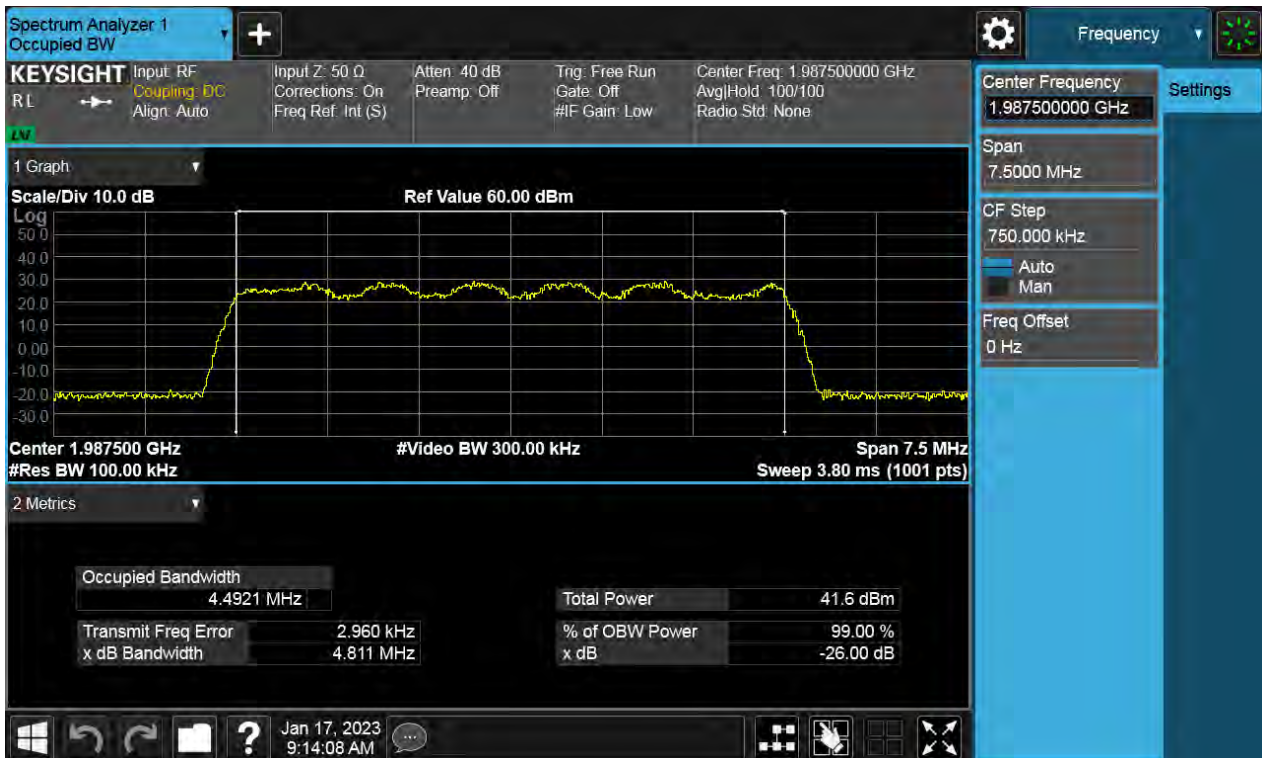 Spectrum Analyzer 1
Occupied BW
+
Frequency
KEYSIGHT
RL
LXI
Input: RF
Coupling: DC
Align: Auto
Input Z: 50 Ω
Corrections: On
Freq Ref: Int (S)
Atten: 40 dB
Preamp: Off
Trig: Free Run
Gate: Off
#IF Gain: Low
Center Freq: 1.987500000 GHz
Avg|Hold: 100/100
Radio Std: None
Center Frequency
1.987500000 GHz
Settings
Span
7.5000 MHz
CF Step
750.000 kHz
Auto
Man
Freq Offset
0 Hz
1 Graph
Scale/Div 10.0 dB
Ref Value 60.00 dBm
Log
50.0
40.0
30.0
20.0
10.0
0.00
-10.0
-20.0
-30.0
Center 1.987500 GHz
#Video BW 300.00 kHz
Span 7.5 MHz
#Res BW 100.00 kHz
Sweep 3.80 ms (1001 pts)
2 Metrics
Occupied Bandwidth
4.4921 MHz
Total Power 41.6 dBm
Transmit Freq Error 2.960 kHz
% of OBW Power 99.00 %
x dB Bandwidth 4.811 MHz
x dB -26.00 dB
?
Jan 17, 2023
9:14:08 AM